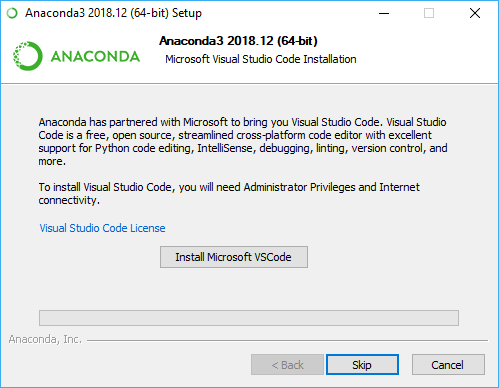 Anaconda3 2018.12 (64-bit) Setup
ANACONDA
Anaconda3 2018.12 (64-bit)
Microsoft Visual Studio Code Installation
Anaconda has partnered with Microsoft to bring you Visual Studio Code. Visual Studio
Code is a free, open source, streamlined cross-platform code editor with excellent
support for Python code editing, IntelliSense, debugging, linting, version control, and
more.
To install Visual Studio Code, you will need Administrator Privileges and Internet
connectivity.
Visual Studio Code License
Install Microsoft VSCode
Anaconda, Inc.
< Back Skip Cancel